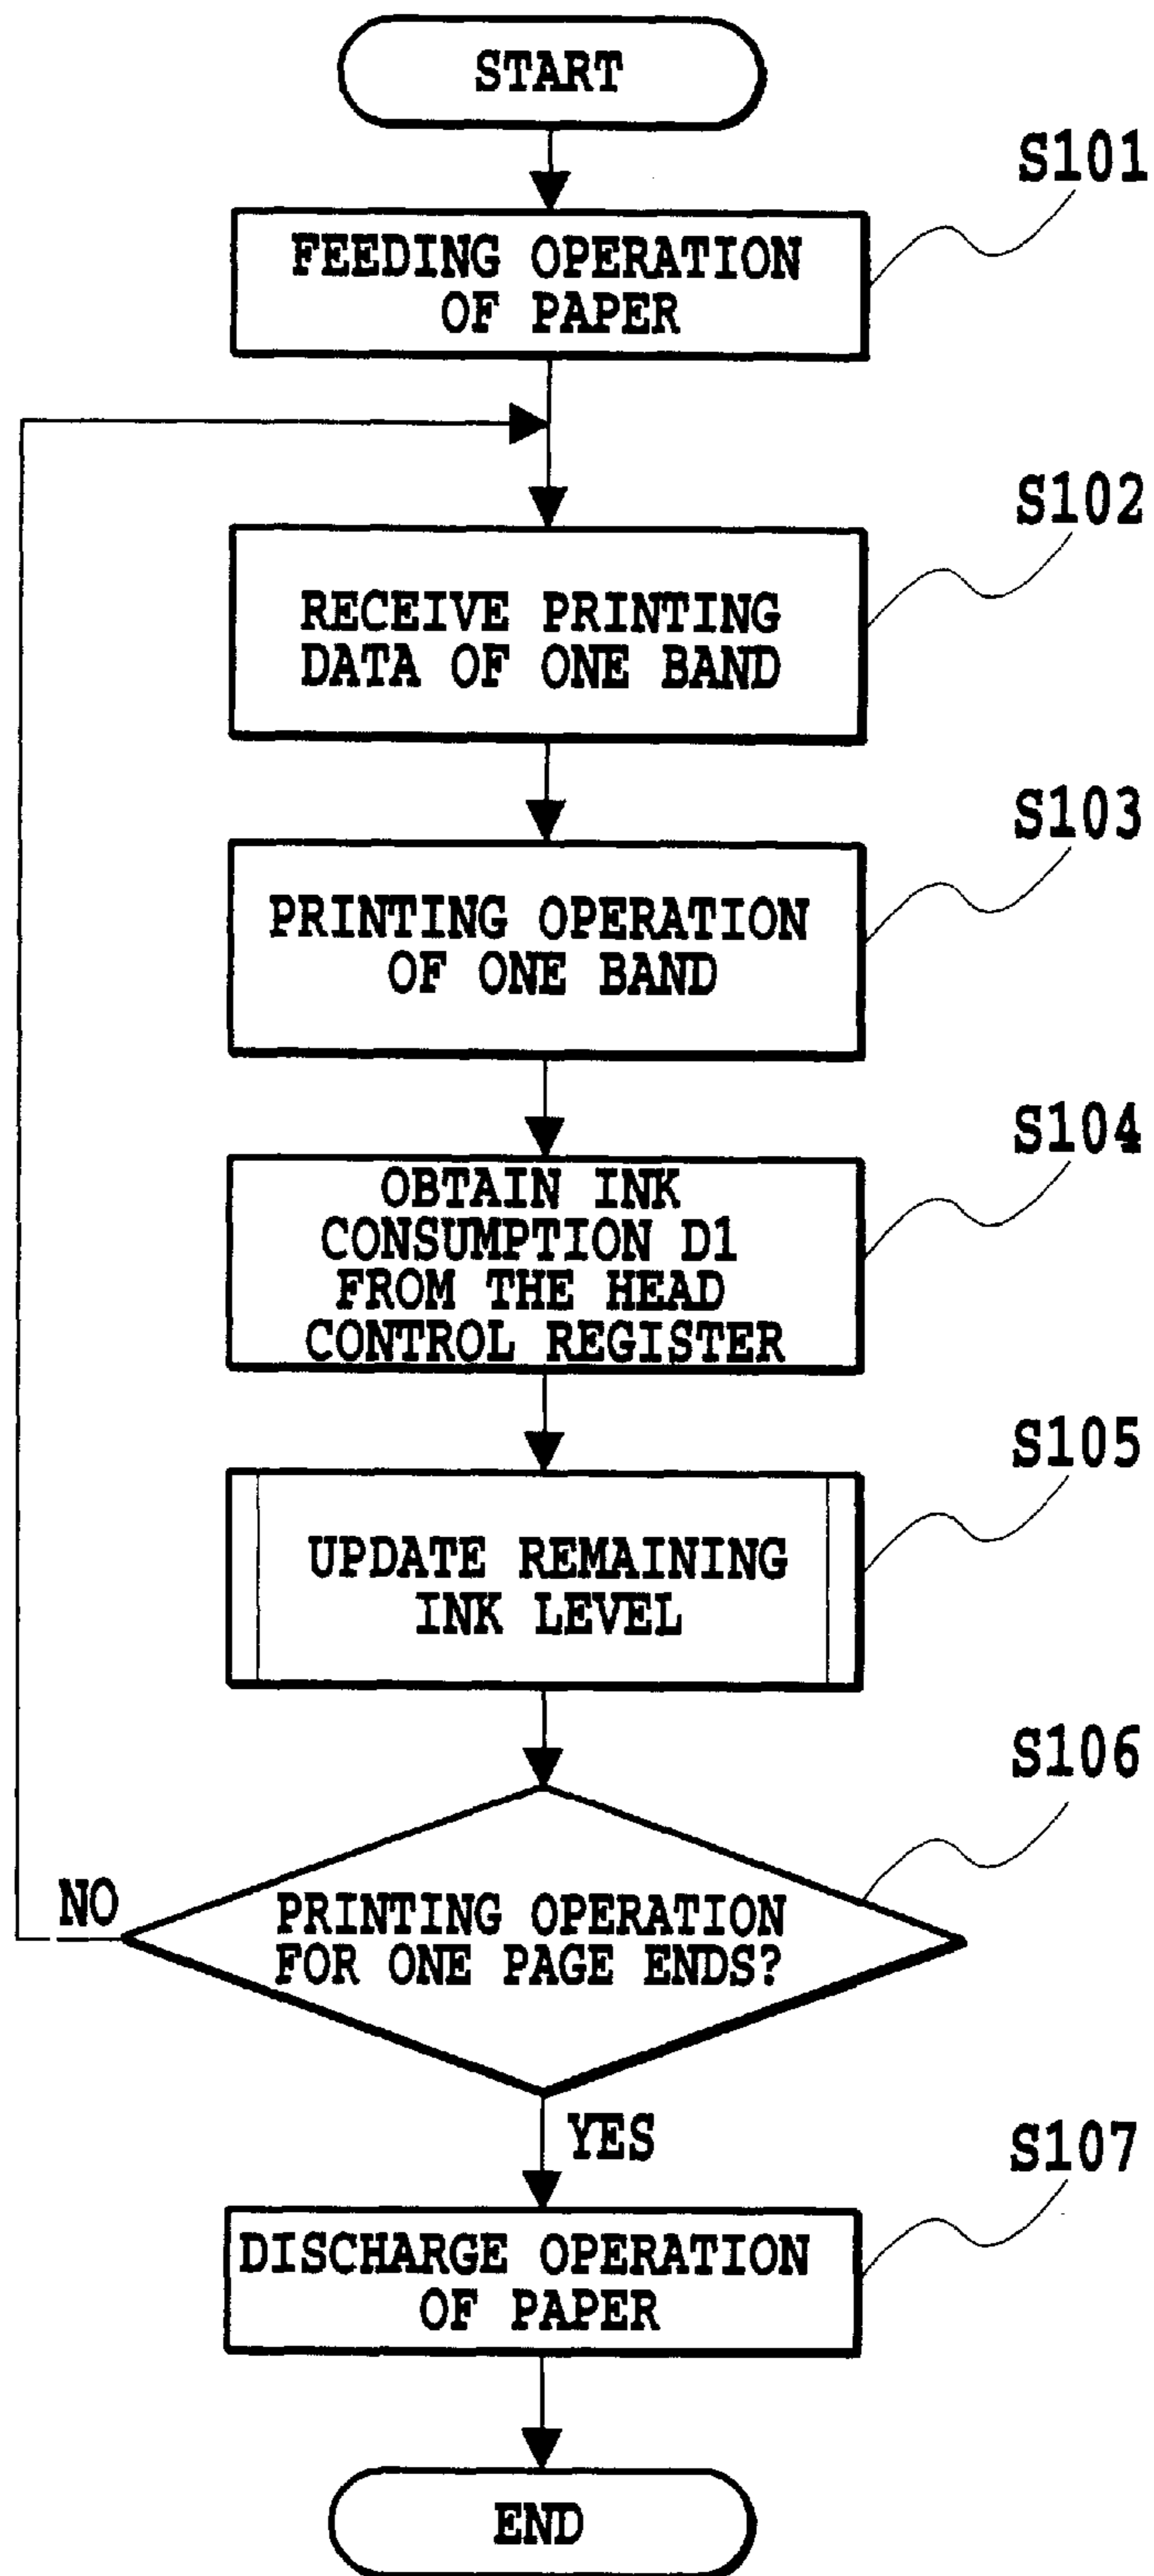 START
S101
FEEDING OPERATION
OF PAPER
S102
RECEIVE PRINTING
DATA OF ONE BAND
S103
PRINTING OPERATION
OF ONE BAND
S104
OBTAIN INK
CONSUMPTION D1
FROM THE HEAD
CONTROL REGISTER
S105
UPDATE REMAINING
INK LEVEL
S106
NO
PRINTING OPERATION
FOR ONE PAGE ENDS?
YES
S107
DISCHARGE OPERATION
OF PAPER
END